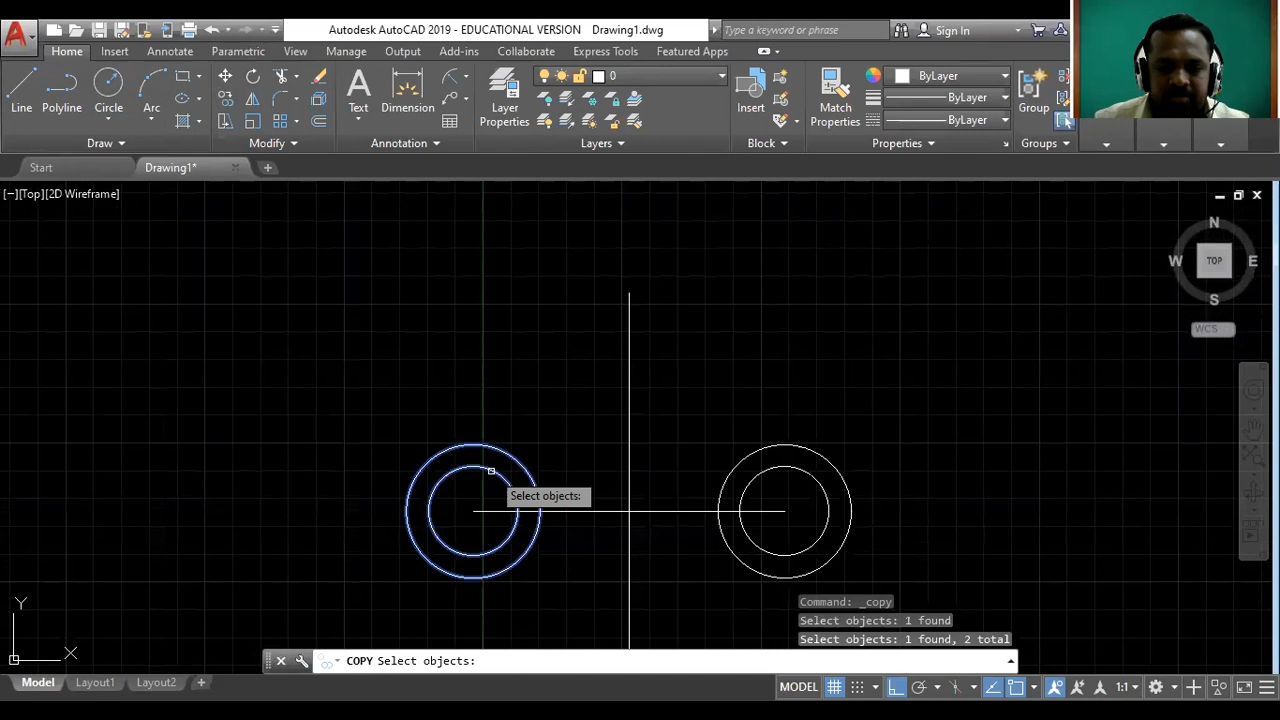 A Autodesk AutoCAD 2019 - EDUCATIONAL VERSION Drawing1.dwg Type a keyword or phrase Sign In
Home Insert Annotate Parametric View Manage Output Add-ins Collaborate Express Tools Featured Apps
0 ByLayer
ByLayer
Line Polyline Circle Arc Text Dimension Layer Properties Insert Match Properties Group
ByLayer
Draw Modify Annotation Layers Block Properties Groups
Start Drawing1*
[−][Top][2D Wireframe]
N
W TOP E
S
WCS
Select objects:
Command: _copy
Select objects: 1 found
Select objects: 1 found, 2 total
Y
X
COPY Select objects:
Model Layout1 Layout2 MODEL 1:1